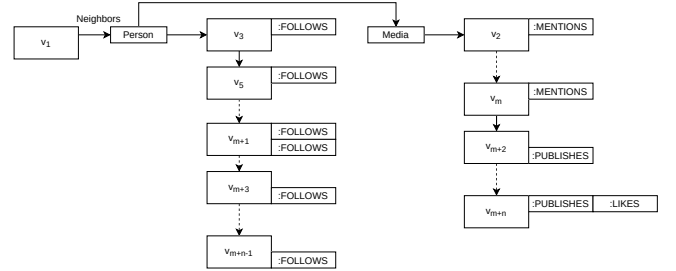 Neighbors
v1
Person
v3
:FOLLOWS
v5
:FOLLOWS
vm+1
:FOLLOWS
:FOLLOWS
vm+3
:FOLLOWS
vm+n-1
:FOLLOWS
Media
v2
:MENTIONS
vm
:MENTIONS
vm+2
:PUBLISHES
vm+n
:PUBLISHES :LIKES